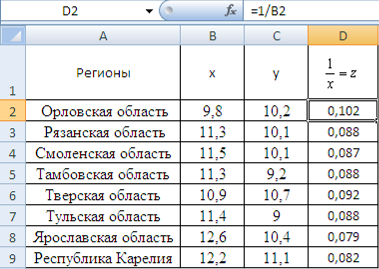 D2 fx =1/B2
A B C D
1 Регионы x y 1/x = z
2 Орловская область 9,8 10,2 0,102
3 Рязанская область 11,3 10,1 0,088
4 Смоленская область 11,5 10,1 0,087
5 Тамбовская область 11,3 9,2 0,088
6 Тверская область 10,9 10,7 0,092
7 Тульская область 11,4 9 0,088
8 Ярославская область 12,6 10,4 0,079
9 Республика Карелия 12,2 11,1 0,082